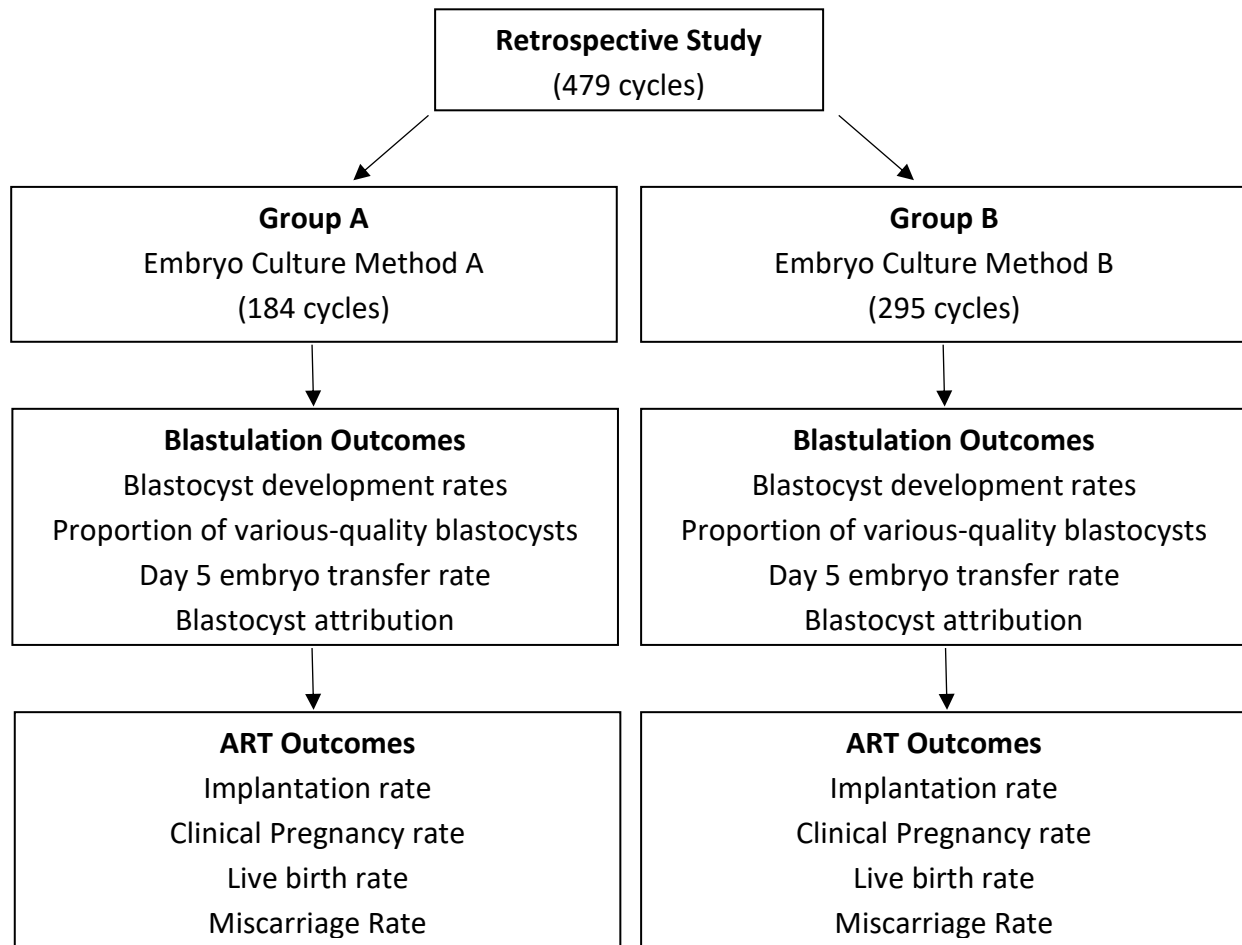 Retrospective Study
(479 cycles)
Group A
Embryo Culture Method A
(184 cycles)
Group B
Embryo Culture Method B
(295 cycles)
Blastulation Outcomes
Blastocyst development rates
Proportion of various-quality blastocysts
Day 5 embryo transfer rate
Blastocyst attribution
Blastulation Outcomes
Blastocyst development rates
Proportion of various-quality blastocysts
Day 5 embryo transfer rate
Blastocyst attribution
ART Outcomes
Implantation rate
Clinical Pregnancy rate
Live birth rate
Miscarriage Rate
ART Outcomes
Implantation rate
Clinical Pregnancy rate
Live birth rate
Miscarriage Rate